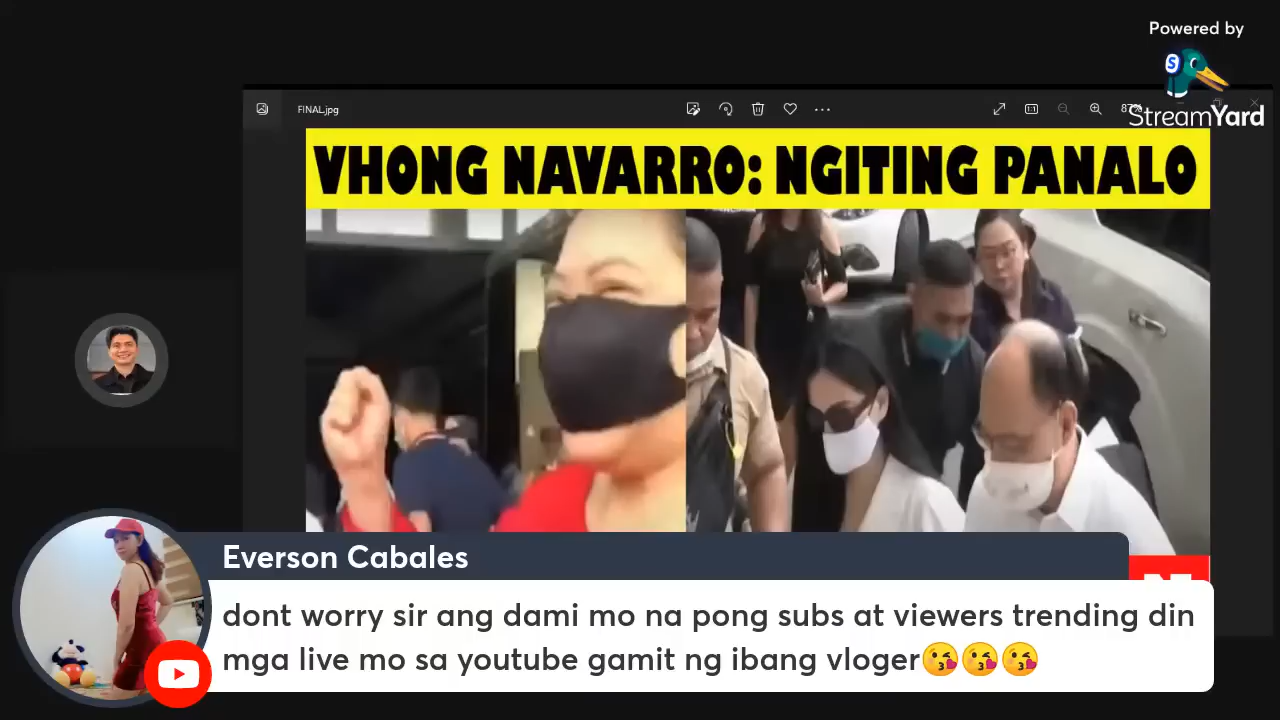 Powered by
StreamYard
FINAL.jpg
VHONG NAVARRO: NGITING PANALO
Everson Cabales
dont worry sir ang dami mo na pong subs at viewers trending din
mga live mo sa youtube gamit ng ibang vloger😘😘😘